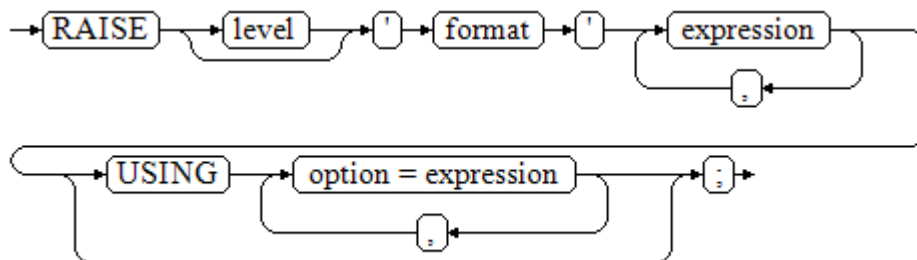 RAISE level ' format ' expression
,
USING option = expression ;
,